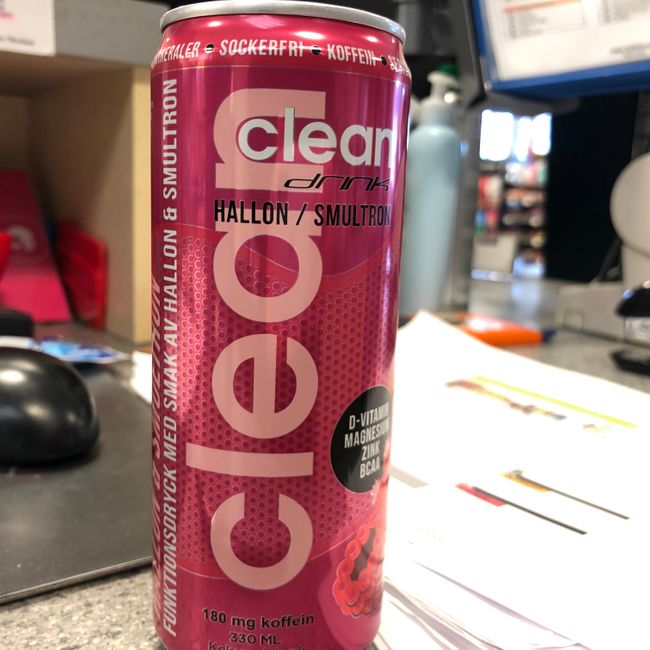 SOCKERFRI • KOFFEIN •
clean
drink
HALLON / SMULTRON
clean
FUNKTIONSDRYCK MED SMAK AV HALLON & SMULTRON
D-VITAMIN
MAGNESIUM
ZINK
BCAA
180 mg koffein
330 ML